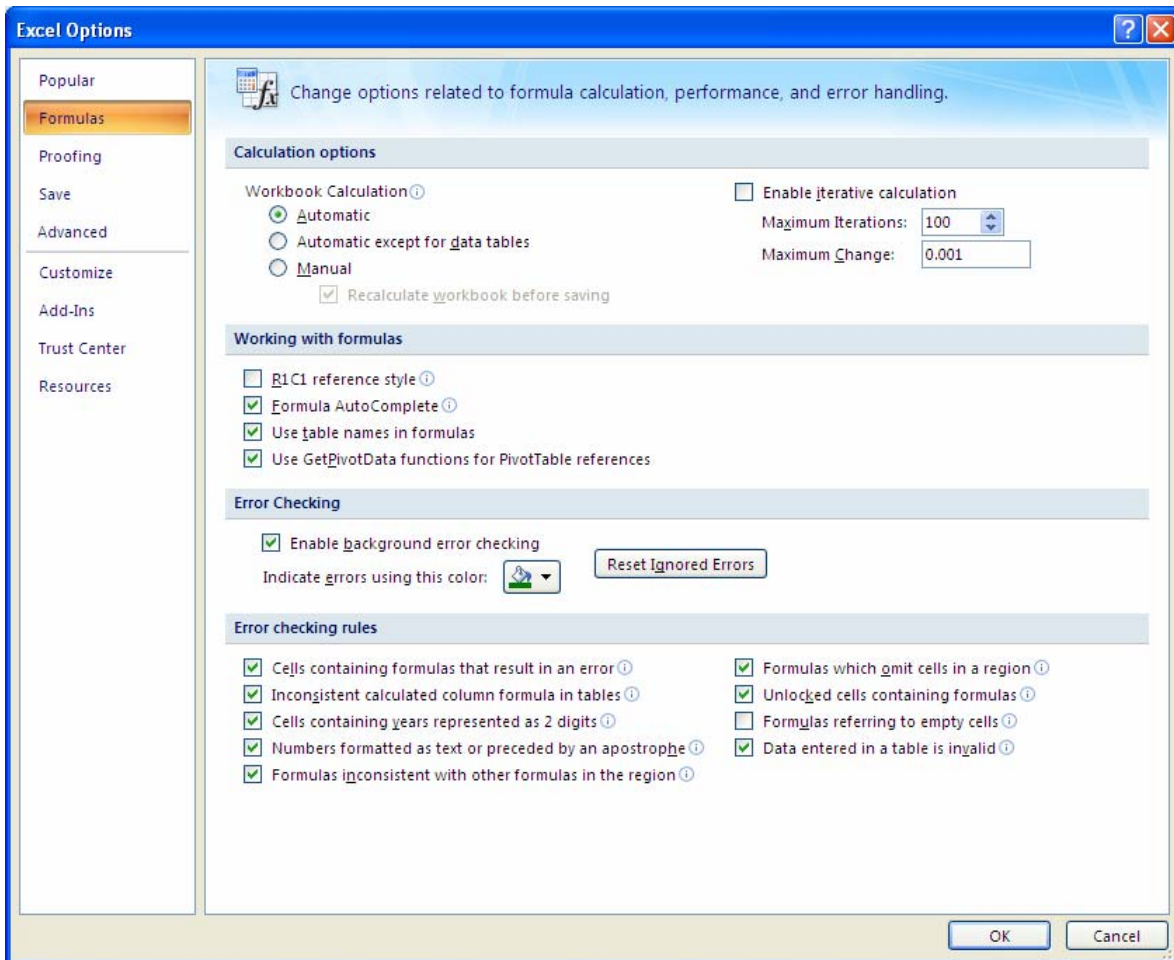 Excel Options
Popular
Formulas
Proofing
Save
Advanced
Customize
Add-Ins
Trust Center
Resources
Change options related to formula calculation, performance, and error handling.
Calculation options
Workbook Calculation
Automatic
Automatic except for data tables
Manual
Recalculate workbook before saving
Enable iterative calculation
Maximum Iterations: 100
Maximum Change: 0.001
Working with formulas
R1C1 reference style
Formula AutoComplete
Use table names in formulas
Use GetPivotData functions for PivotTable references
Error Checking
Enable background error checking
Indicate errors using this color:
Reset Ignored Errors
Error checking rules
Cells containing formulas that result in an error
Inconsistent calculated column formula in tables
Cells containing years represented as 2 digits
Numbers formatted as text or preceded by an apostrophe
Formulas inconsistent with other formulas in the region
Formulas which omit cells in a region
Unlocked cells containing formulas
Formulas referring to empty cells
Data entered in a table is invalid
OK
Cancel